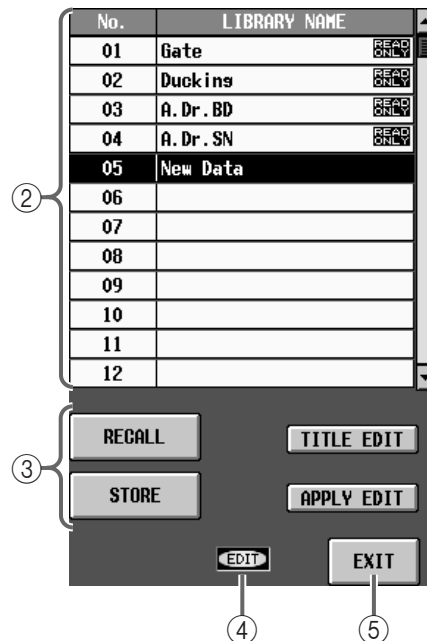 No. LIBRARY NAME
01 Gate READ ONLY
02 Ducking READ ONLY
03 A.Dr.BD READ ONLY
04 A.Dr.SN READ ONLY
05 New Data
06
07
08
09
10
11
12
②
RECALL TITLE EDIT
③
STORE APPLY EDIT
EDIT EXIT
④ ⑤